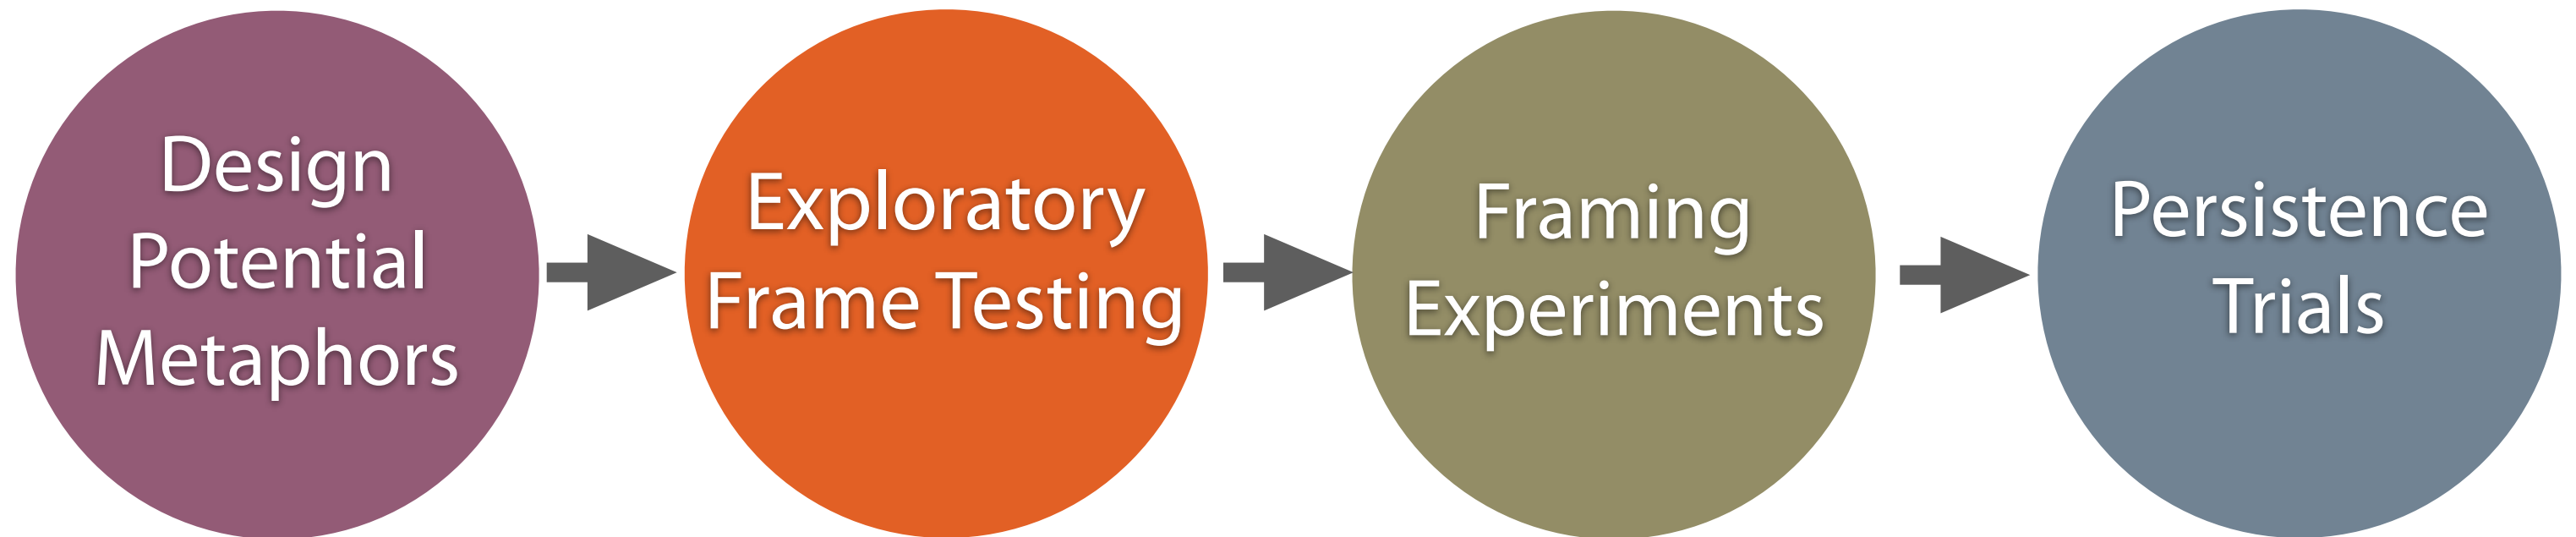 Design
Potential
Metaphors
Exploratory
Frame Testing
Framing
Experiments
Persistence
Trials